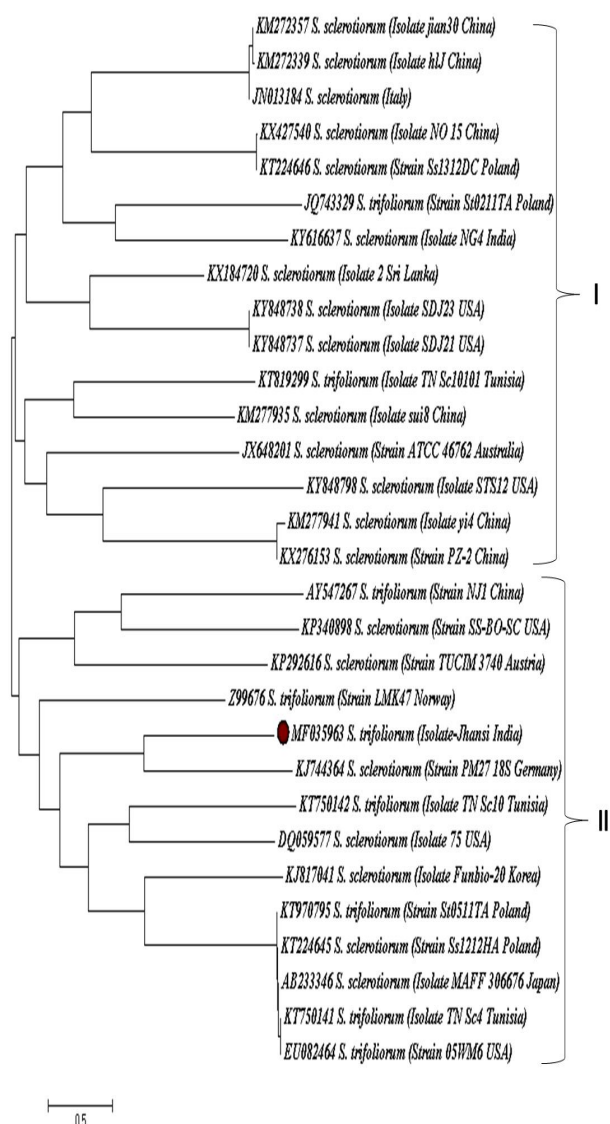 KM272357 S. sclerotiorum (Isolate jian30 China)
KM272339 S. sclerotiorum (Isolate hlJ China)
JN013184 S. sclerotiorum (Italy)
KX427540 S. sclerotiorum (Isolate NO 15 China)
KT224646 S. sclerotiorum (Strain Ss1312DC Poland)
JQ743329 S. trifoliorum (Strain St0211TA Poland)
KY616637 S. sclerotiorum (Isolate NG4 India)
KX184720 S. sclerotiorum (Isolate 2 Sri Lanka)
I
KY848738 S. sclerotiorum (Isolate SDJ23 USA)
KY848737 S. sclerotiorum (Isolate SDJ21 USA)
KT819299 S. trifoliorum (Isolate TN Sc10101 Tunisia)
KM277935 S. sclerotiorum (Isolate sui8 China)
JX648201 S. sclerotiorum (Strain ATCC 46762 Australia)
KY848798 S. sclerotiorum (Isolate STS12 USA)
KM277941 S. sclerotiorum (Isolate yi4 China)
KX276153 S. sclerotiorum (Strain PZ-2 China)
AY547267 S. trifoliorum (Strain NJ1 China)
KP340898 S. sclerotiorum (Strain SS-BO-SC USA)
KP292616 S. sclerotiorum (Strain TUCIM 3740 Austria)
Z99676 S. trifoliorum (Strain LMK47 Norway)
MF035963 S. trifoliorum (Isolate-Jhansi India)
KJ744364 S. sclerotiorum (Strain PM27 18S Germany)
KT750142 S. trifoliorum (Isolate TN Sc10 Tunisia)
II
DQ059577 S. sclerotiorum (Isolate 75 USA)
KJ817041 S. sclerotiorum (Isolate Funbio-20 Korea)
KT970795 S. trifoliorum (Strain St0511TA Poland)
KT224645 S. sclerotiorum (Strain Ss1212HA Poland)
AB233346 S. sclerotiorum (Isolate MAFF 306676 Japan)
KT750141 S. trifoliorum (Isolate TN Sc4 Tunisia)
EU082464 S. trifoliorum (Strain 05WM6 USA)
0.5